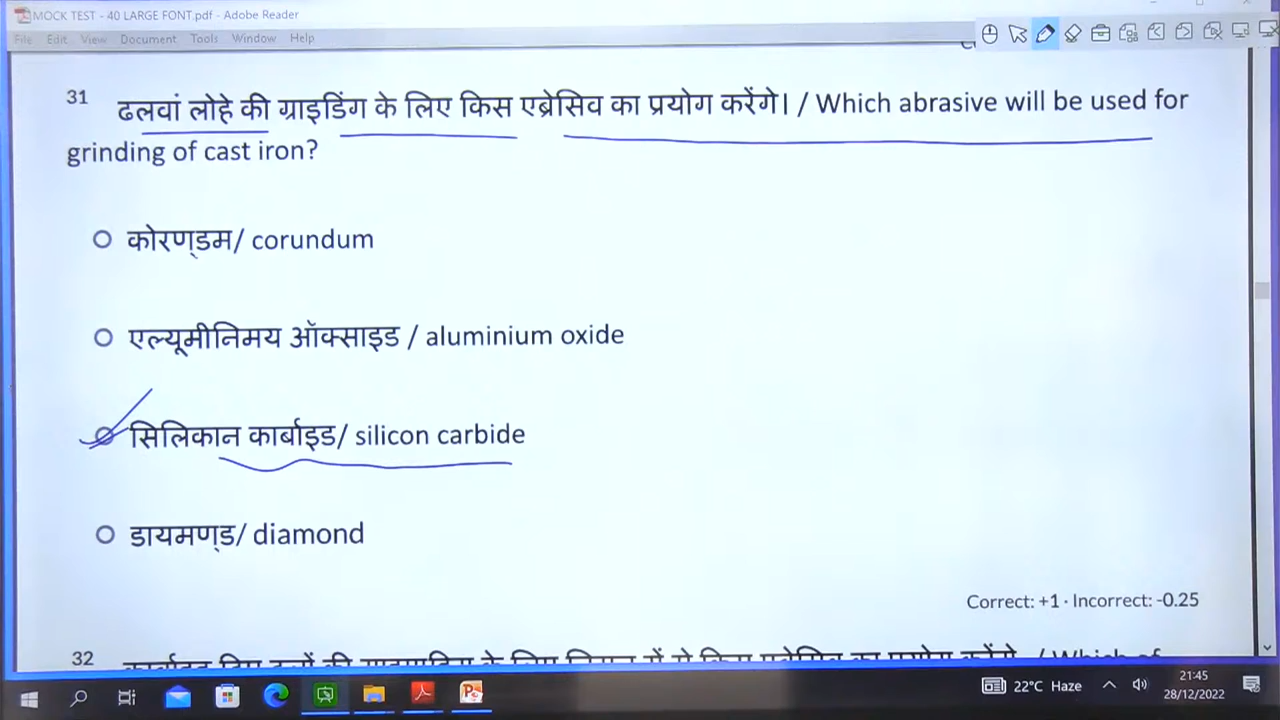 MOCK TEST - 40 LARGE FONT.pdf - Adobe Reader
File Edit View Document Tools Window Help
31 ढलवां लोहे की ग्राइडिंग के लिए किस एब्रेसिव का प्रयोग करेंगे। / Which abrasive will be used for
grinding of cast iron?
कोरण्डम/ corundum
एल्यूमीनिमय ऑक्साइड / aluminium oxide
सिलिकान कार्बाइड/ silicon carbide
डायमण्ड/ diamond
Correct: +1 · Incorrect: -0.25
32
22°C Haze
21:45
28/12/2022